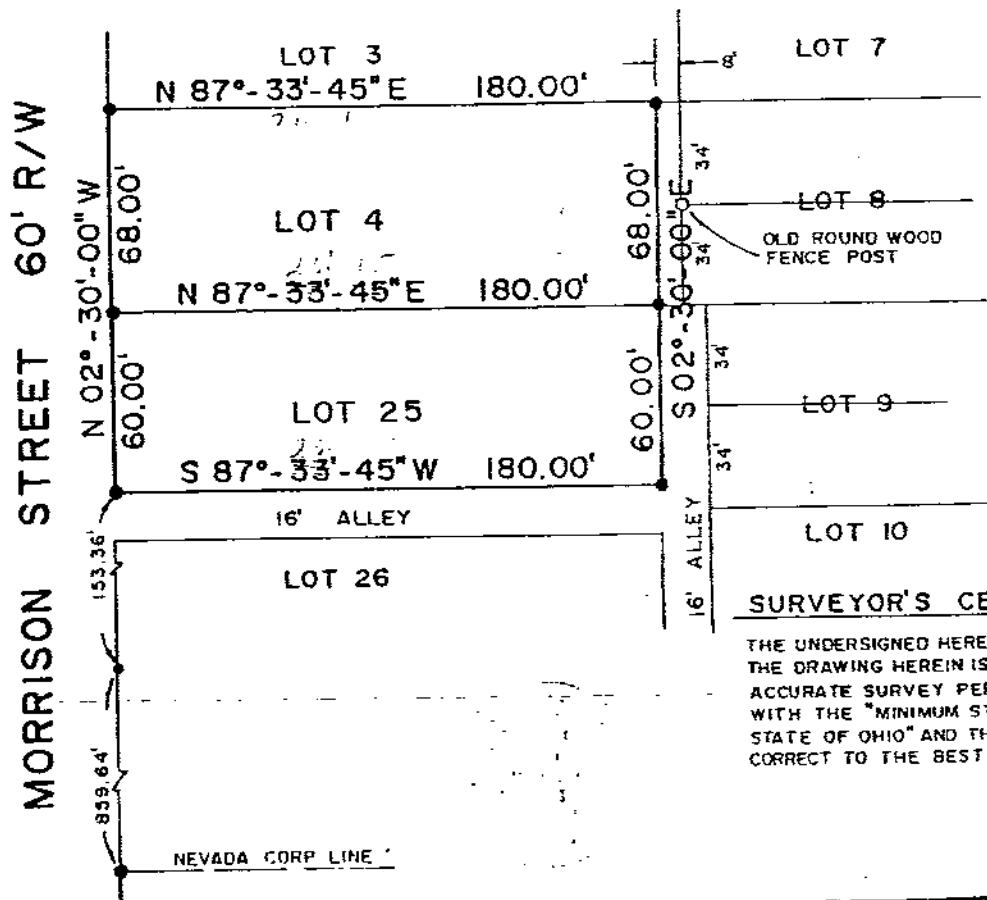 LOT 3
LOT 7
8'
N 87°-33'-45" E 180.00'
MORRISON STREET 60' R/W
N 02°-30'-00" W
68.00'
LOT 4
68.00'
34'
LOT 8
OLD ROUND WOOD
FENCE POST
34'
S 02°-30'-00" E
N 87°-33'-45" E 180.00'
60.00'
LOT 25
60.00'
34'
LOT 9
34'
S 87°-33'-45" W 180.00'
16' ALLEY
16' ALLEY
LOT 10
153.36'
LOT 26
SURVEYOR'S CE
THE UNDERSIGNED HERE
THE DRAWING HEREIN IS
ACCURATE SURVEY PER
WITH THE "MINIMUM ST
STATE OF OHIO" AND TH
CORRECT TO THE BEST
859.64'
NEVADA CORP LINE